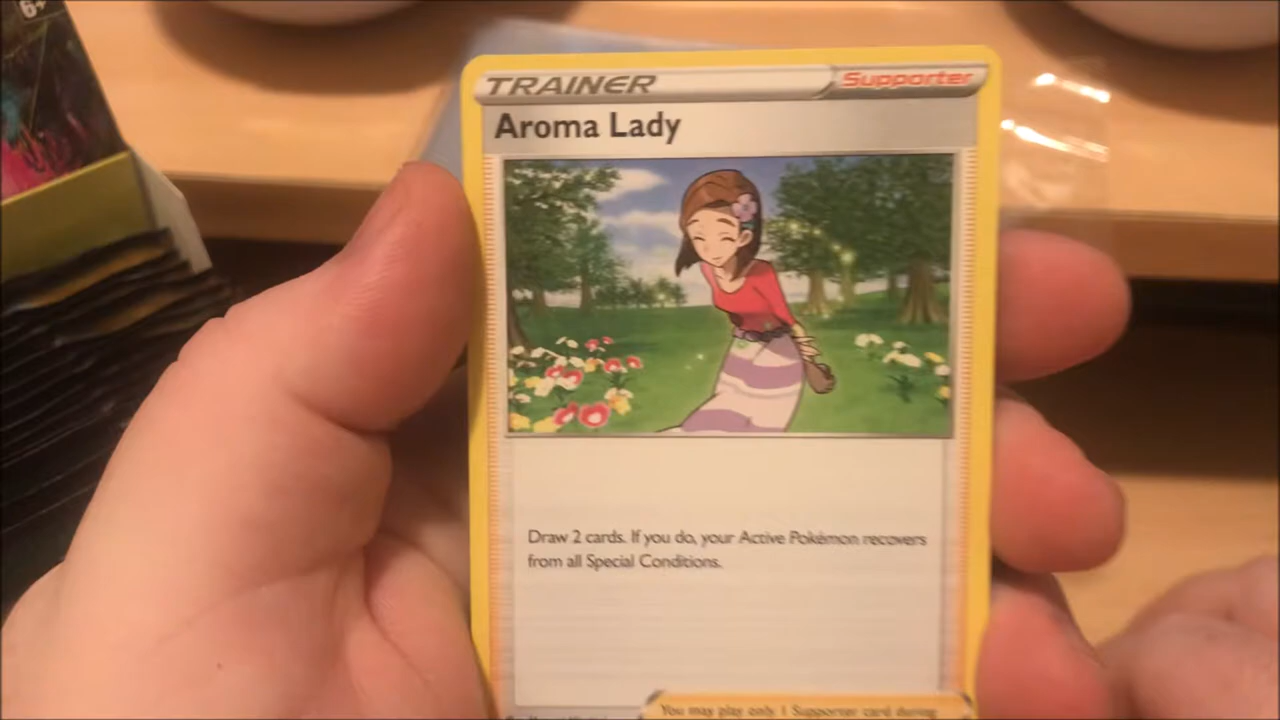 6+
TRAINER
Supporter
Aroma Lady
Draw 2 cards. If you do, your Active Pokémon recovers
from all Special Conditions.
You may play only 1 Supporter card during